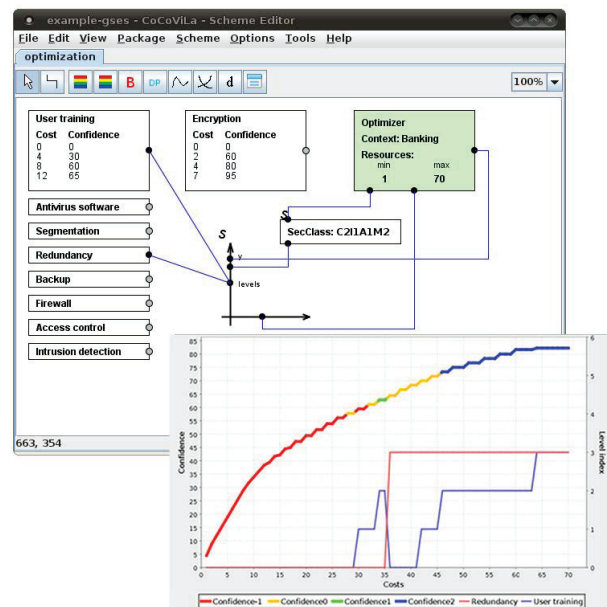 example-gses - CoCoViLa - Scheme Editor
File Edit View Package Scheme Options Tools Help
optimization
B DP d 100%
User training
Cost Confidence
0 0
4 30
8 60
12 65
Encryption
Cost Confidence
0 0
2 60
4 80
7 95
Optimizer
Context: Banking
Resources:
min max
1 70
Antivirus software
Segmentation
Redundancy
Backup
Firewall
Access control
Intrusion detection
S
SecClass: C2I1A1M2
S
y
levels
663, 354
85
80
75
70
65
60
55
50
45
40
35
30
25
20
15
10
5
0
Confidence
6
5
4
3
2
1
0
Level index
0 5 10 15 20 25 30 35 40 45 50 55 60 65 70
Costs
Confidence-1 Confidence0 Confidence1 Confidence2 Redundancy User training